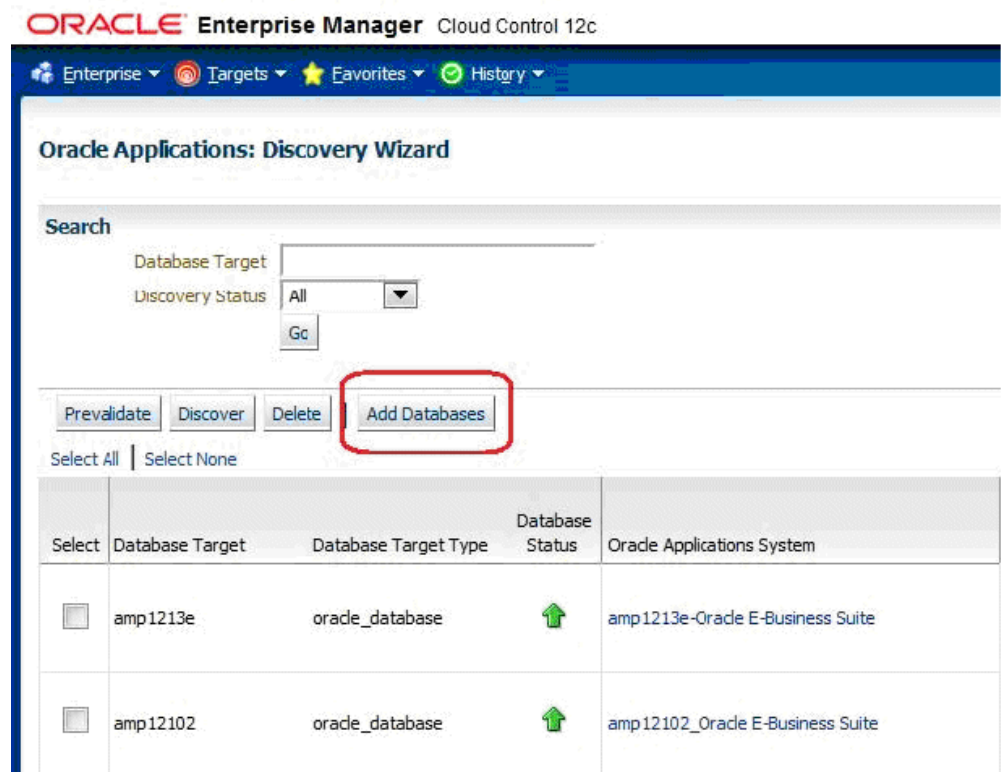 ORACLE Enterprise Manager Cloud Control 12c
Enterprise Targets Favorites History
Oracle Applications: Discovery Wizard
Search
Database Target
Discovery Status All
Go
Prevalidate Discover Delete Add Databases
Select All | Select None
Database
Select Database Target Database Target Type Status Oracle Applications System
amp1213e oracle_database amp1213e-Oracle E-Business Suite
amp12102 oracle_database amp12102_Oracle E-Business Suite